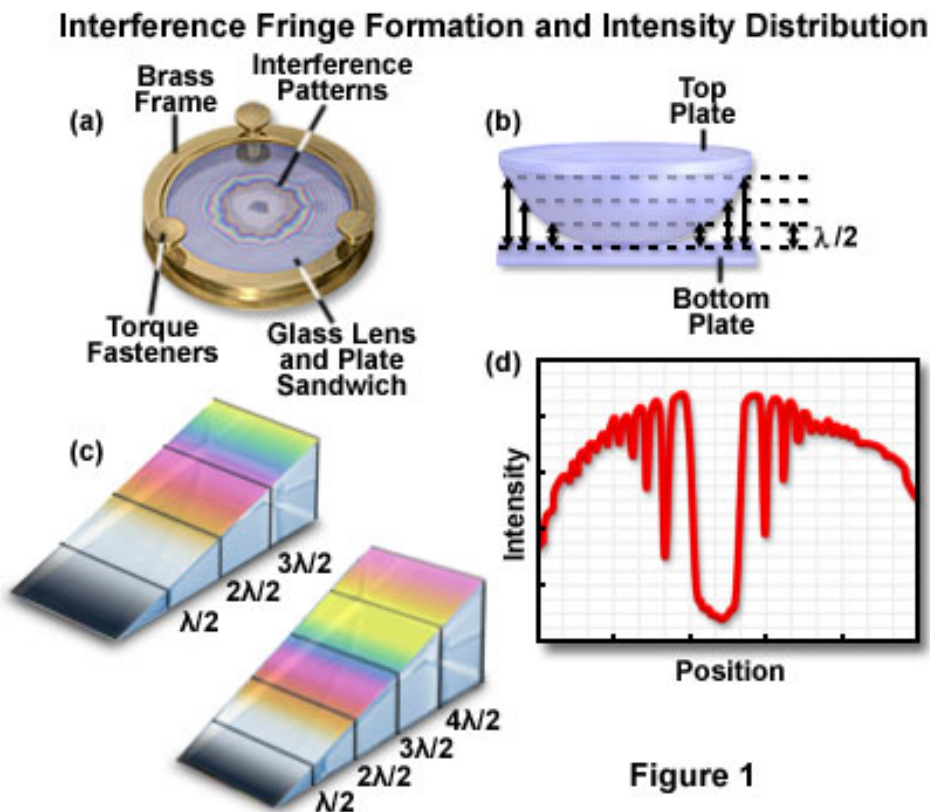 Interference Fringe Formation and Intensity Distribution
(a)
Brass
Frame
Interference
Patterns
Torque
Fasteners
Glass Lens
and Plate
Sandwich
(b)
Top
Plate
λ/2
Bottom
Plate
(c)
λ/2
2λ/2
3λ/2
λ/2
2λ/2
3λ/2
4λ/2
(d)
Intensity
Position
Figure 1